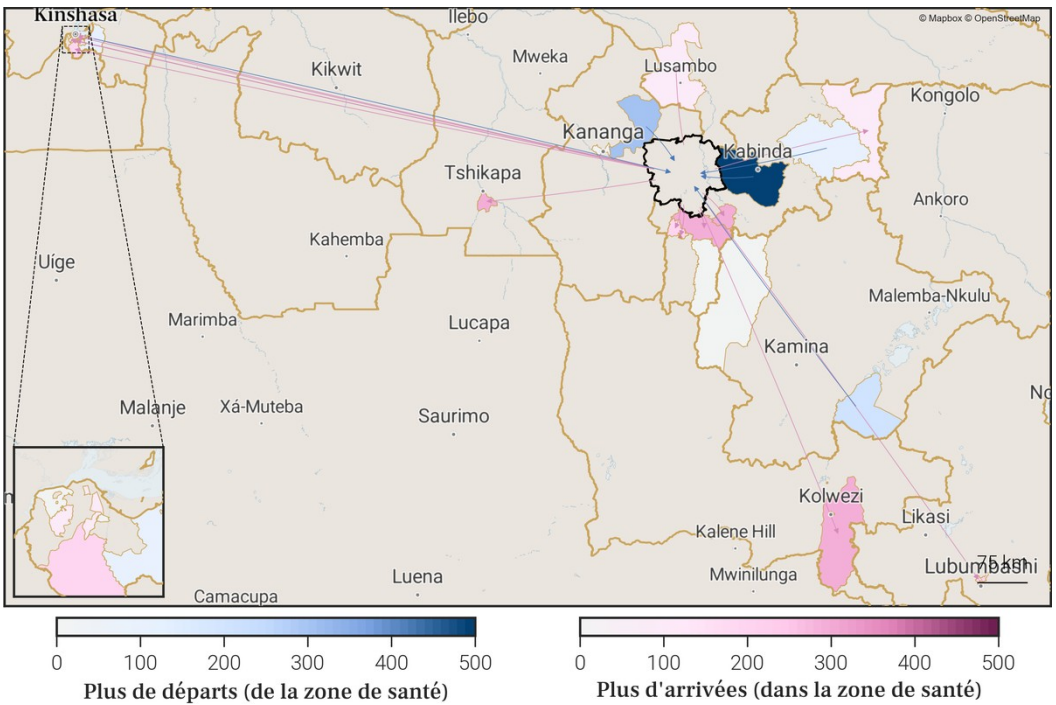 Kinshasa
Ilebo
© Mapbox © OpenStreetMap
Mweka
Kikwit
Lusambo
Kongolo
Kananga
Kabinda
Tshikapa
Ankoro
Kahemba
Uíge
Malemba-Nkulu
Marimba
Lucapa
Kamina
Malanje
Xá-Muteba
Saurimo
Kolwezi
Likasi
Kalene Hill
75 km
Lubumbashi
Luena
Mwinilunga
Camacupa
0 100 200 300 400 500
Plus de départs (de la zone de santé)
0 100 200 300 400 500
Plus d'arrivées (dans la zone de santé)